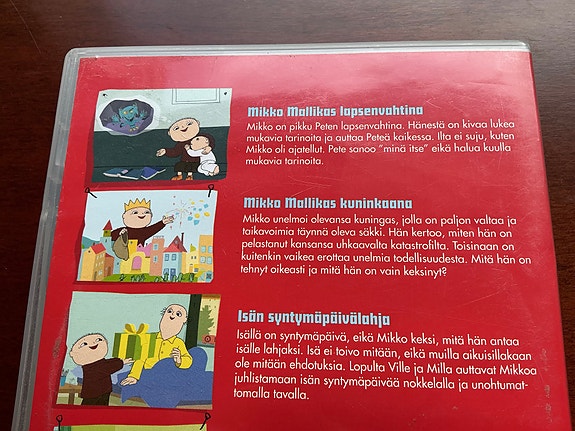 Mikko Mallikas lapsenvahtina
Mikko on pikku Peten lapsenvahtina. Hänestä on kivaa lukea
mukavia tarinoita ja auttaa Peteä kaikessa. Ilta ei suju, kuten
Mikko oli ajatellut. Pete sanoo "minä itse" eikä halua kuulla
mukavia tarinoita.
Mikko Mallikas kuninkaana
Mikko unelmoi olevansa kuningas, jolla on paljon valtaa ja
taikavoimia täynnä oleva säkki. Hän kertoo, miten hän on
pelastanut kansansa uhkaavalta katastrofilta. Toisinaan on
kuitenkin vaikea erottaa unelmia todellisuudesta. Mitä hän on
tehnyt oikeasti ja mitä hän on vain keksinyt?
Isän syntymäpäivälahja
Isällä on syntymäpäivä, eikä Mikko keksi, mitä hän antaa
isälle lahjaksi. Isä ei toivo mitään, eikä muilla aikuisillakaan
ole mitään ehdotuksia. Lopulta Ville ja Milla auttavat Mikkoa
juhlistamaan isän syntymäpäivää nokkelalla ja unohtumat-
tomalla tavalla.